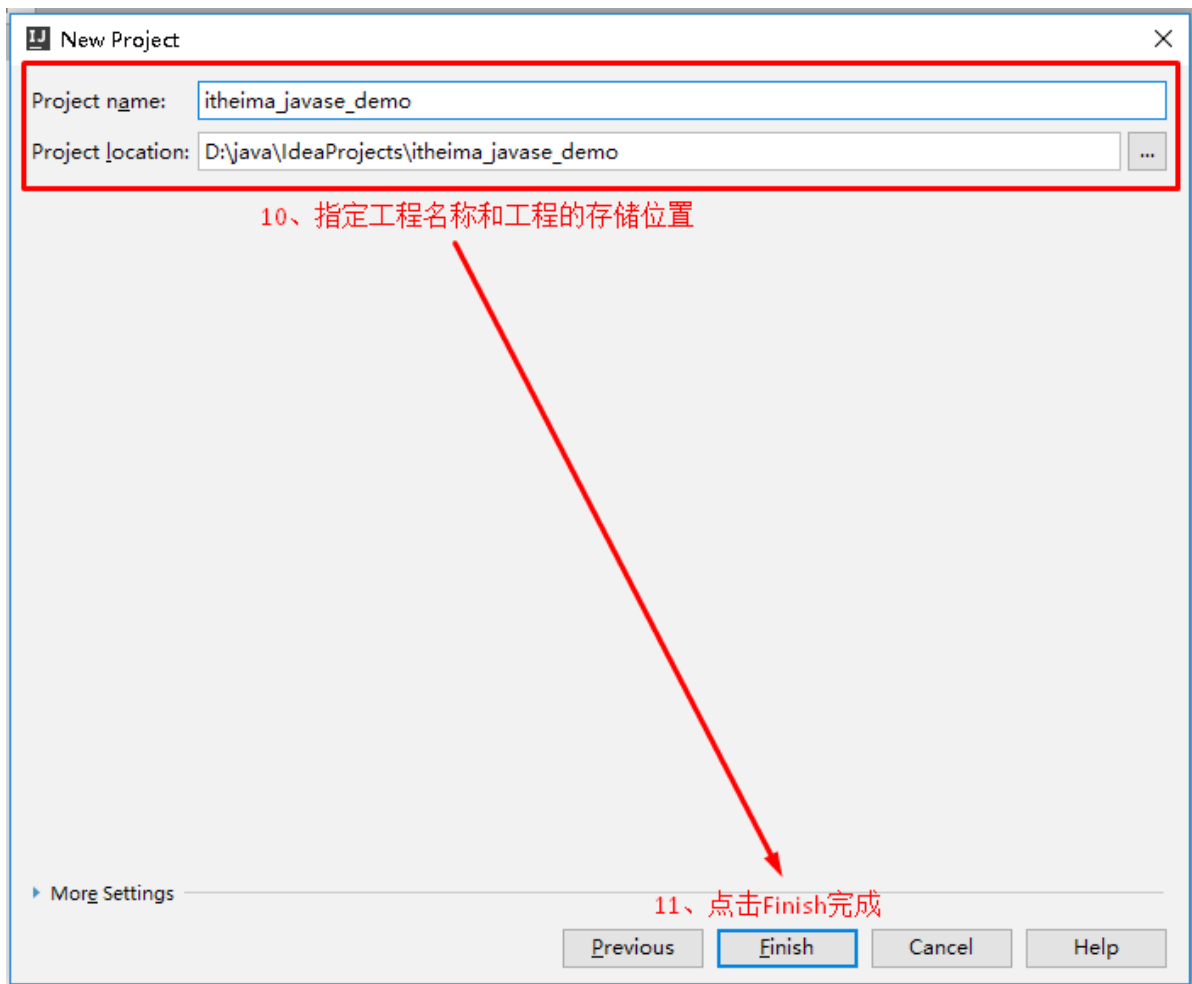 New Project
Project name: itheima_javase_demo
Project location: D:\java\IdeaProjects\itheima_javase_demo ...
10、指定工程名称和工程的存储位置
More Settings
11、点击Finish完成
Previous Finish Cancel Help